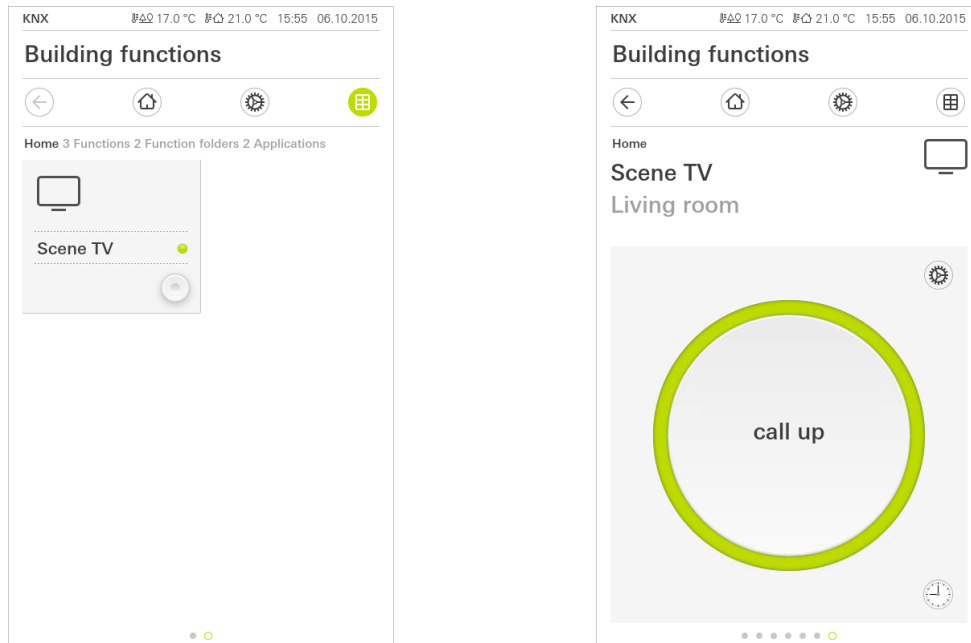 KNX 17.0 °C 21.0 °C 15:55 06.10.2015
Building functions
Home 3 Functions 2 Function folders 2 Applications
Scene TV
KNX 17.0 °C 21.0 °C 15:55 06.10.2015
Building functions
Home
Scene TV
Living room
call up